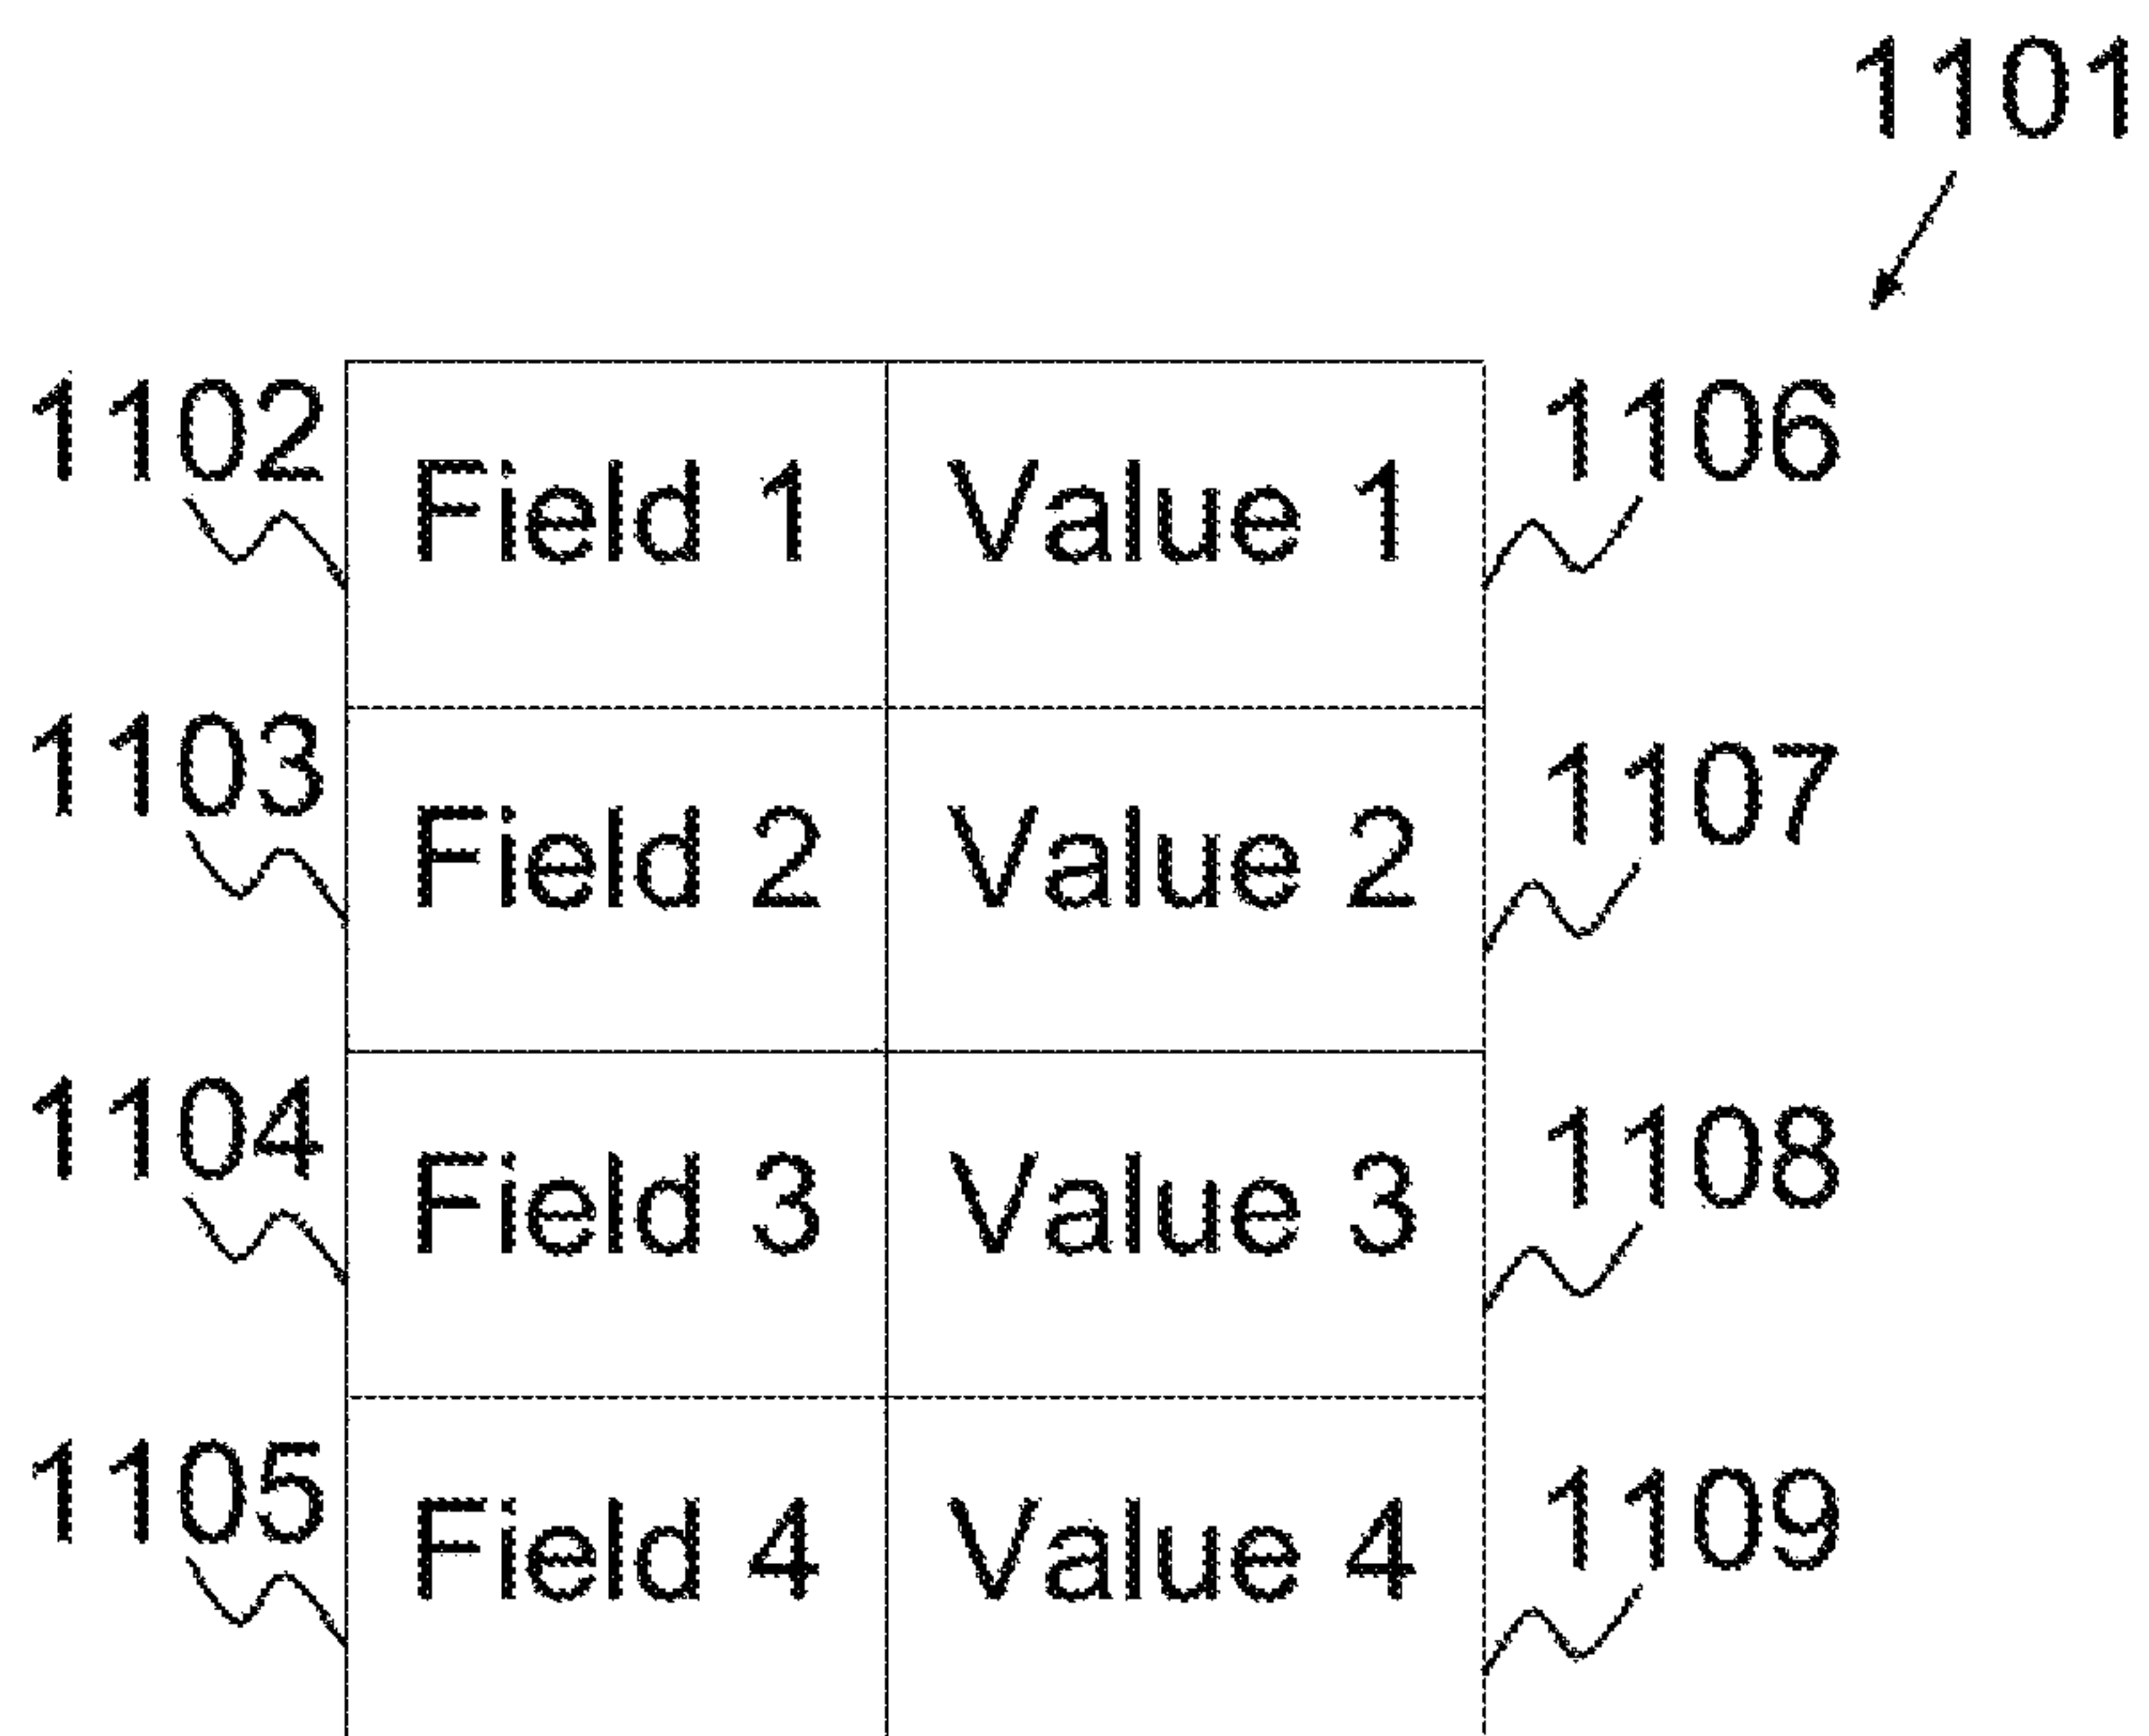 1101
1102 Field 1 Value 1 1106
1103 Field 2 Value 2 1107
1104 Field 3 Value 3 1108
1105 Field 4 Value 4 1109